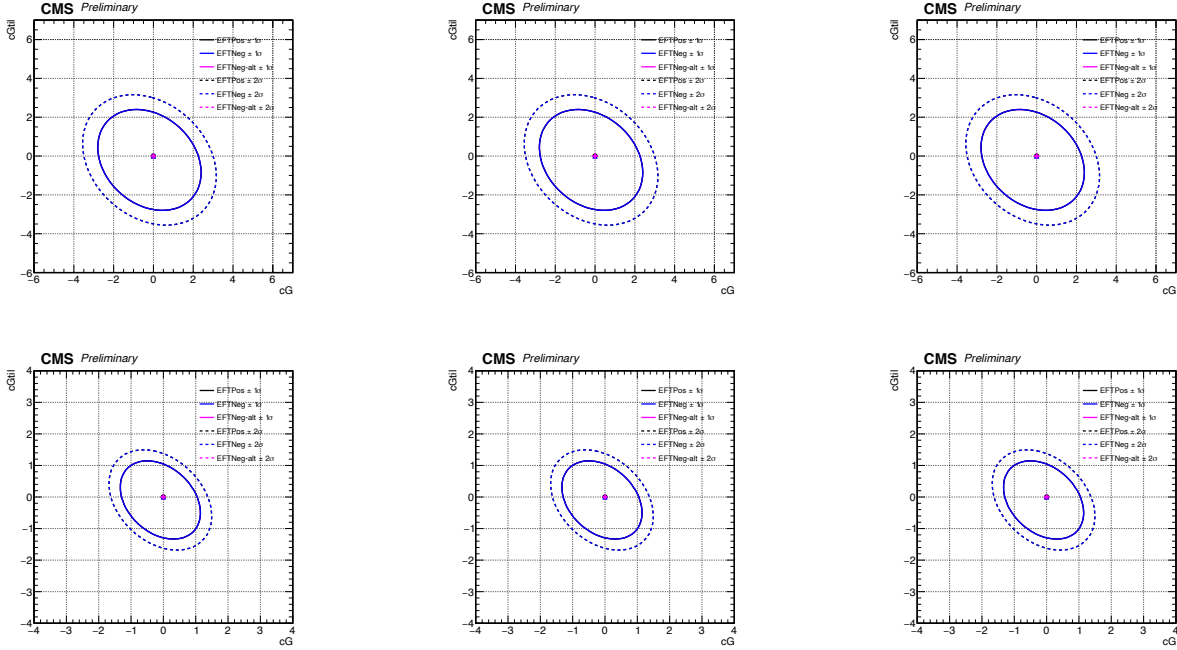 CMS Preliminary
cGtil
6
4
2
0
−2
−4
−6
EFTPos ± 1σ
EFTNeg ± 1σ
EFTNeg-alt ± 1σ
EFTPos ± 2σ
EFTNeg ± 2σ
EFTNeg-alt ± 2σ
−6 −4 −2 0 2 4 6
cG
CMS Preliminary
cGtil
6
4
2
0
−2
−4
−6
EFTPos ± 1σ
EFTNeg ± 1σ
EFTNeg-alt ± 1σ
EFTPos ± 2σ
EFTNeg ± 2σ
EFTNeg-alt ± 2σ
−6 −4 −2 0 2 4 6
cG
CMS Preliminary
cGtil
6
4
2
0
−2
−4
−6
EFTPos ± 1σ
EFTNeg ± 1σ
EFTNeg-alt ± 1σ
EFTPos ± 2σ
EFTNeg ± 2σ
EFTNeg-alt ± 2σ
−6 −4 −2 0 2 4 6
cG
CMS Preliminary
cGtil
4
3
2
1
0
−1
−2
−3
−4
EFTPos ± 1σ
EFTNeg ± 1σ
EFTNeg-alt ± 1σ
EFTPos ± 2σ
EFTNeg ± 2σ
EFTNeg-alt ± 2σ
−4 −3 −2 −1 0 1 2 3 4
cG
CMS Preliminary
cGtil
4
3
2
1
0
−1
−2
−3
−4
EFTPos ± 1σ
EFTNeg ± 1σ
EFTNeg-alt ± 1σ
EFTPos ± 2σ
EFTNeg ± 2σ
EFTNeg-alt ± 2σ
−4 −3 −2 −1 0 1 2 3 4
cG
CMS Preliminary
cGtil
4
3
2
1
0
−1
−2
−3
−4
EFTPos ± 1σ
EFTNeg ± 1σ
EFTNeg-alt ± 1σ
EFTPos ± 2σ
EFTNeg ± 2σ
EFTNeg-alt ± 2σ
−4 −3 −2 −1 0 1 2 3 4
cG